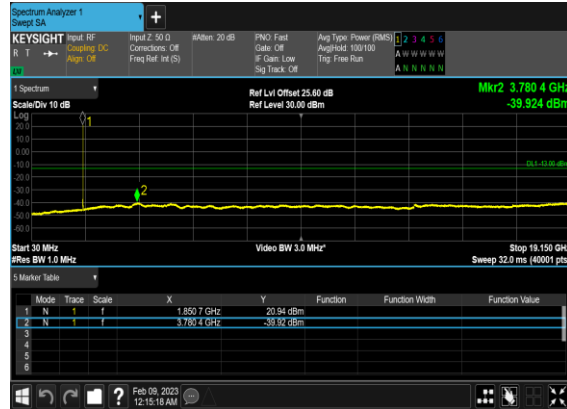 Spectrum Analyzer 1
Swept SA
+
KEYSIGHT Input: RF Input Z: 50 Ω #Atten: 20 dB PNO: Fast Avg Type: Power (RMS) 1 2 3 4 5 6
R T Coupling: DC Corrections: Off Gate: Off Avg|Hold: 100/100 A W W W W W
Align: Off Freq Ref: Int (S) IF Gain: Low Trig: Free Run
Sig Track: Off A N N N N N
1 Spectrum Ref Lvl Offset 25.60 dB Mkr2 3.780 4 GHz
Scale/Div 10 dB Ref Level 30.00 dBm -39.924 dBm
Log
20.0
10.0
0.00
-10.0
-20.0
-30.0
-40.0
-50.0
-60.0
1
2
DL1 -13.00 dBm
Start 30 MHz Video BW 3.0 MHz* Stop 19.150 GHz
#Res BW 1.0 MHz Sweep 32.0 ms (40001 pts)
5 Marker Table
Mode Trace Scale X Y Function Function Width Function Value
1 N 1 f 1.850 7 GHz 20.94 dBm
2 N 1 f 3.780 4 GHz -39.92 dBm
3
4
5
6
? Feb 09, 2023
12:15:18 AM